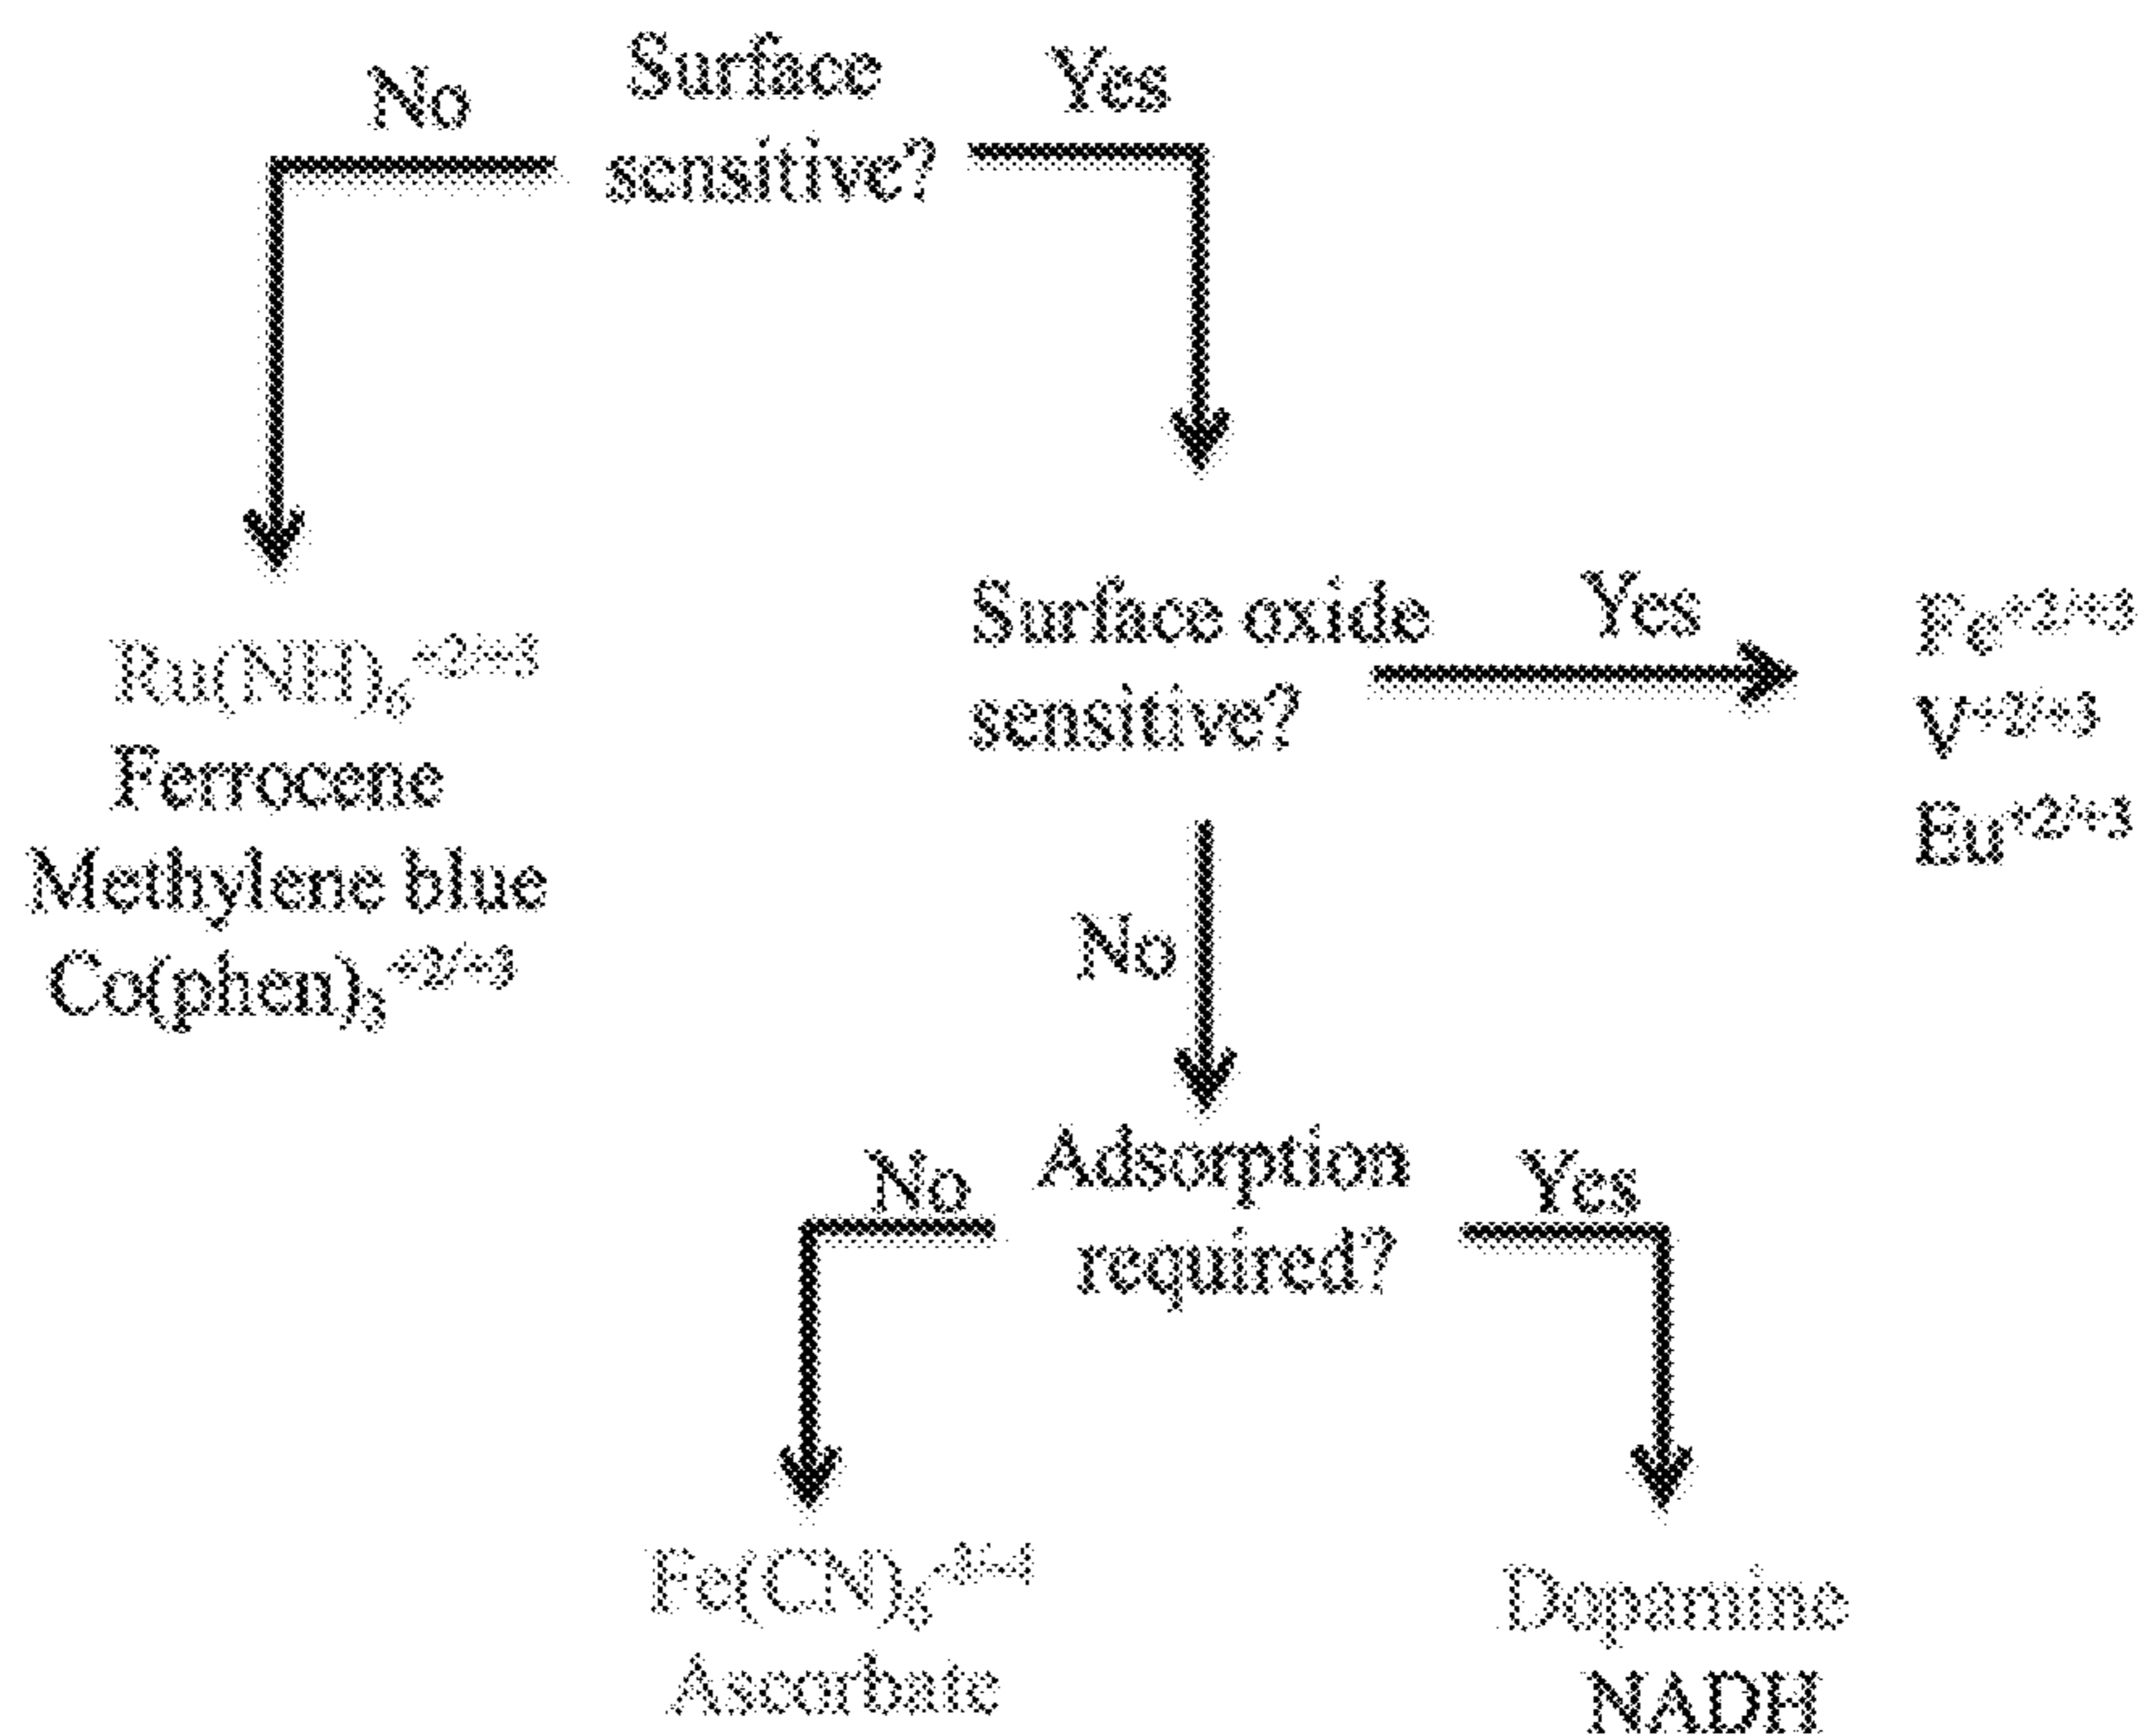 No
Surface
sensitive?
Yes
Ru(NH)₆⁺²/⁺³
Ferrocene
Methylene blue
Co(phen)₃⁺²/⁺³
Surface oxide
sensitive?
Yes
Fe⁺²/⁺³
V⁺²/⁺³
Eu⁺²/⁺³
No
No
Adsorption
required?
Yes
Fe(CN)₆⁻³/⁻⁴
Ascorbate
Dopamine
NADH